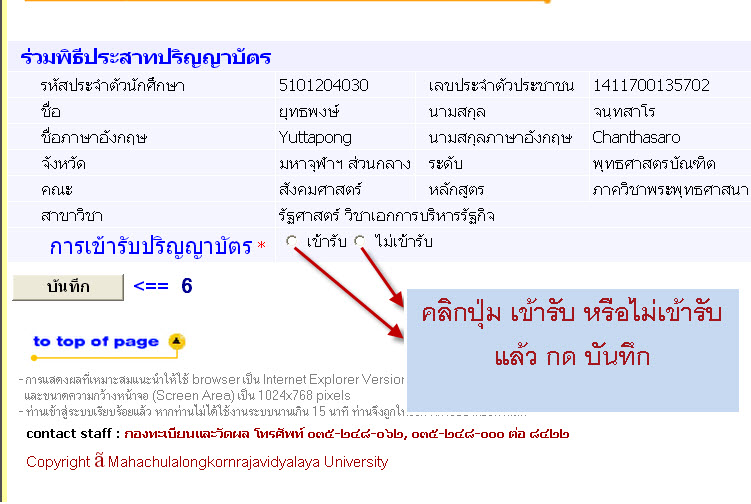 ร่วมพิธีประสาทปริญญาบัตร
รหัสประจำตัวนักศึกษา 5101204030 เลขประจำตัวประชาชน 1411700135702
ชื่อ ยุทธพงษ์ นามสกุล จนฺทสาโร
ชื่อภาษาอังกฤษ Yuttapong นามสกุลภาษาอังกฤษ Chanthasaro
จังหวัด มหาจุฬาฯ ส่วนกลาง ระดับ พุทธศาสตรบัณฑิต
คณะ สังคมศาสตร์ หลักสูตร ภาควิชาพระพุทธศาสนา
สาขาวิชา รัฐศาสตร์ วิชาเอกการบริหารรัฐกิจ
การเข้ารับปริญญาบัตร * เข้ารับ ไม่เข้ารับ
บันทึก <== 6
คลิกปุ่ม เข้ารับ หรือไม่เข้ารับ
แล้ว กด บันทึก
to top of page
- การแสดงผลที่เหมาะสมแนะนำให้ใช้ browser เป็น Internet Explorer Version
และขนาดความกว้างหน้าจอ (Screen Area) เป็น 1024x768 pixels
- ท่านเข้าสู่ระบบเรียบร้อยแล้ว หากท่านไม่ได้ใช้งานระบบนานเกิน 15 นาที ท่านจึงถูก
contact staff : กองทะเบียนและวัดผล โทรศัพท์ ๐๓๕-๒๔๘-๐๖๒, ๐๓๕-๒๔๘-๐๐๐ ต่อ ๘๔๒๒
Copyright ã Mahachulalongkornrajavidyalaya University